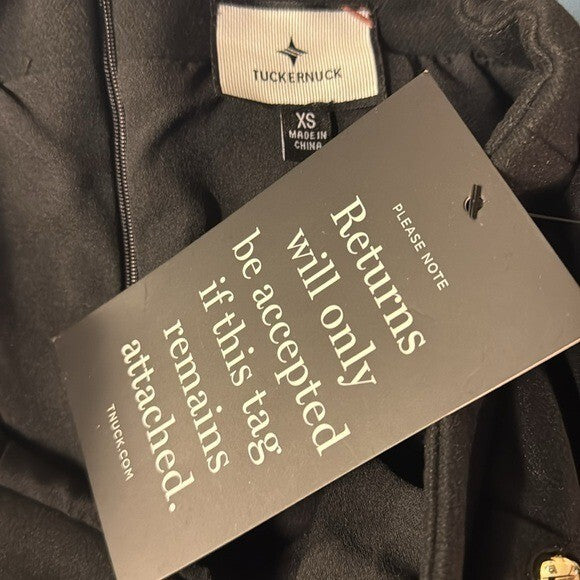 TUCKERNUCK
XS
MADE IN
CHINA
PLEASE NOTE
Returns
will only
be accepted
if this tag
remains
attached.
TNUCK.COM